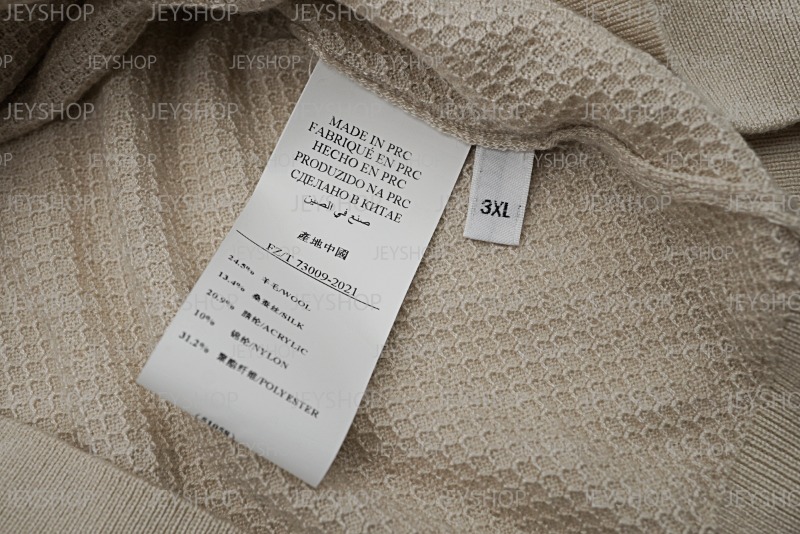 MADE IN PRC
FABRIQUÉ EN PRC
HECHO EN PRC
PRODUZIDO NA PRC
СДЕЛАНО В КИТАЕ
صنع في الصين
產地中國
FZ/T 73009-2021
24.5% 羊毛/WOOL
13.4% 桑蚕丝/SILK
20.9% 腈纶/ACRYLIC
10% 锦纶/NYLON
31.2% 聚酯纤维/POLYESTER
3XL
JEYSHOP